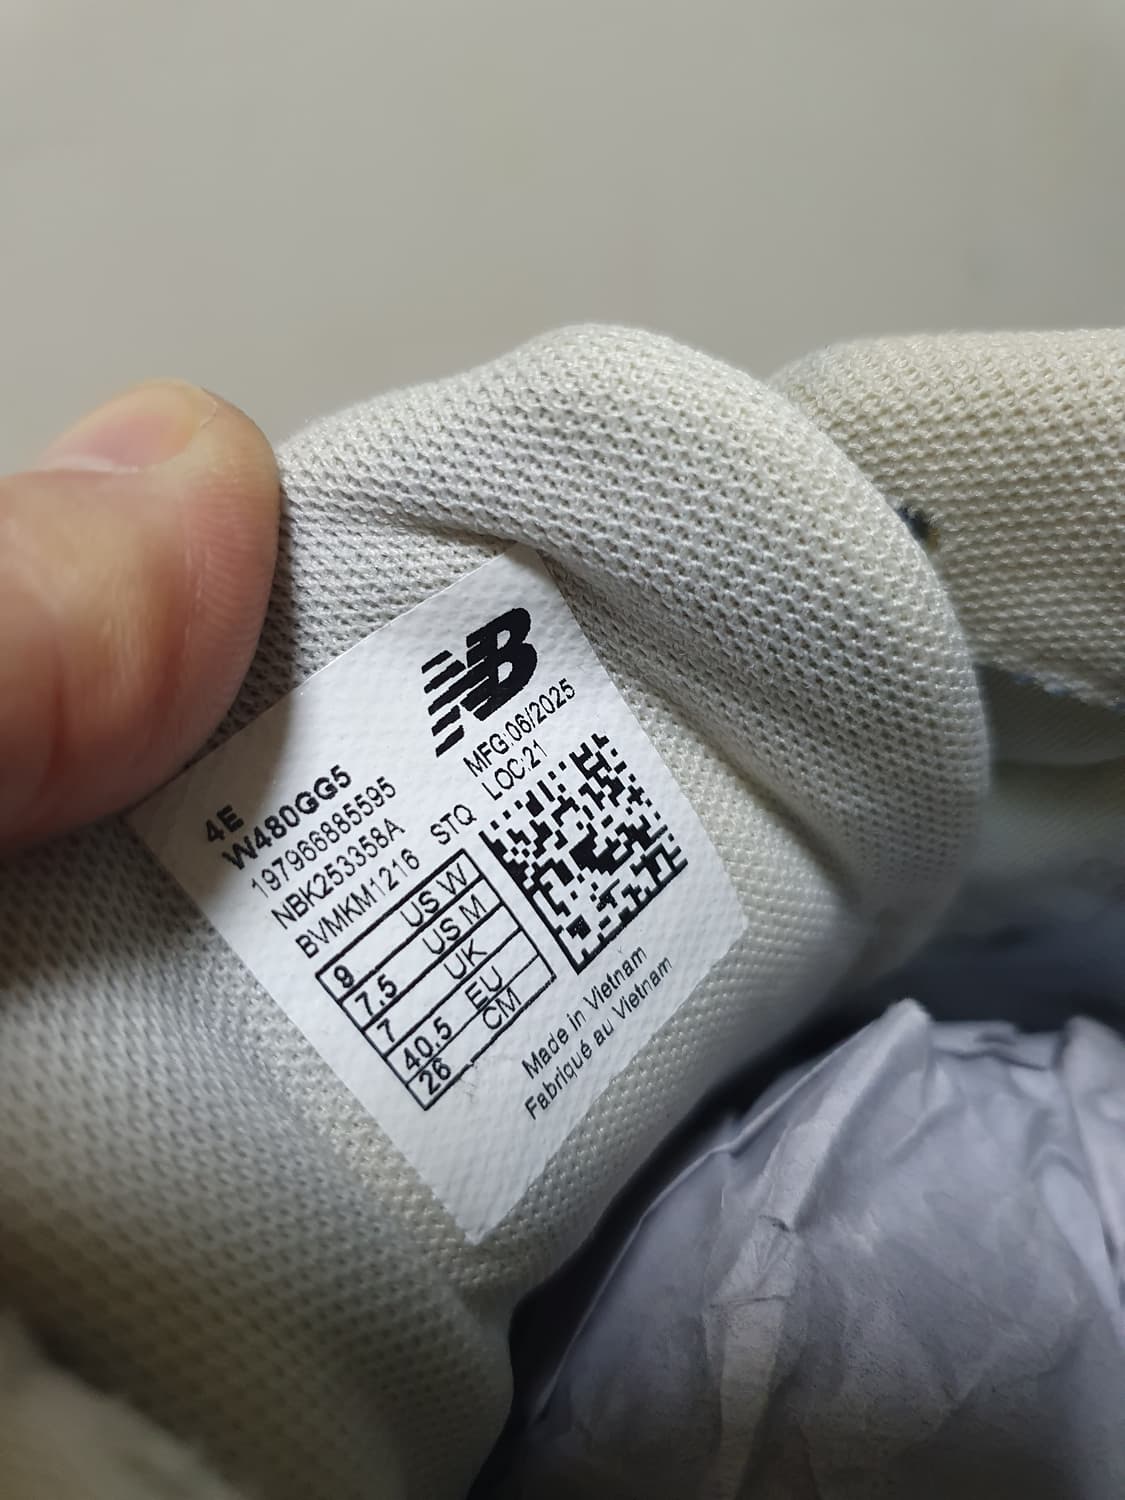 NB
MFG:06/2025
LOC:21
4E
W480GG5
197966885595
NBK253358A
BVMKM1216 STQ
9 US W
7.5 US M
7 UK
40.5 EU
26 CM
Made in Vietnam
Fabriqué au Vietnam